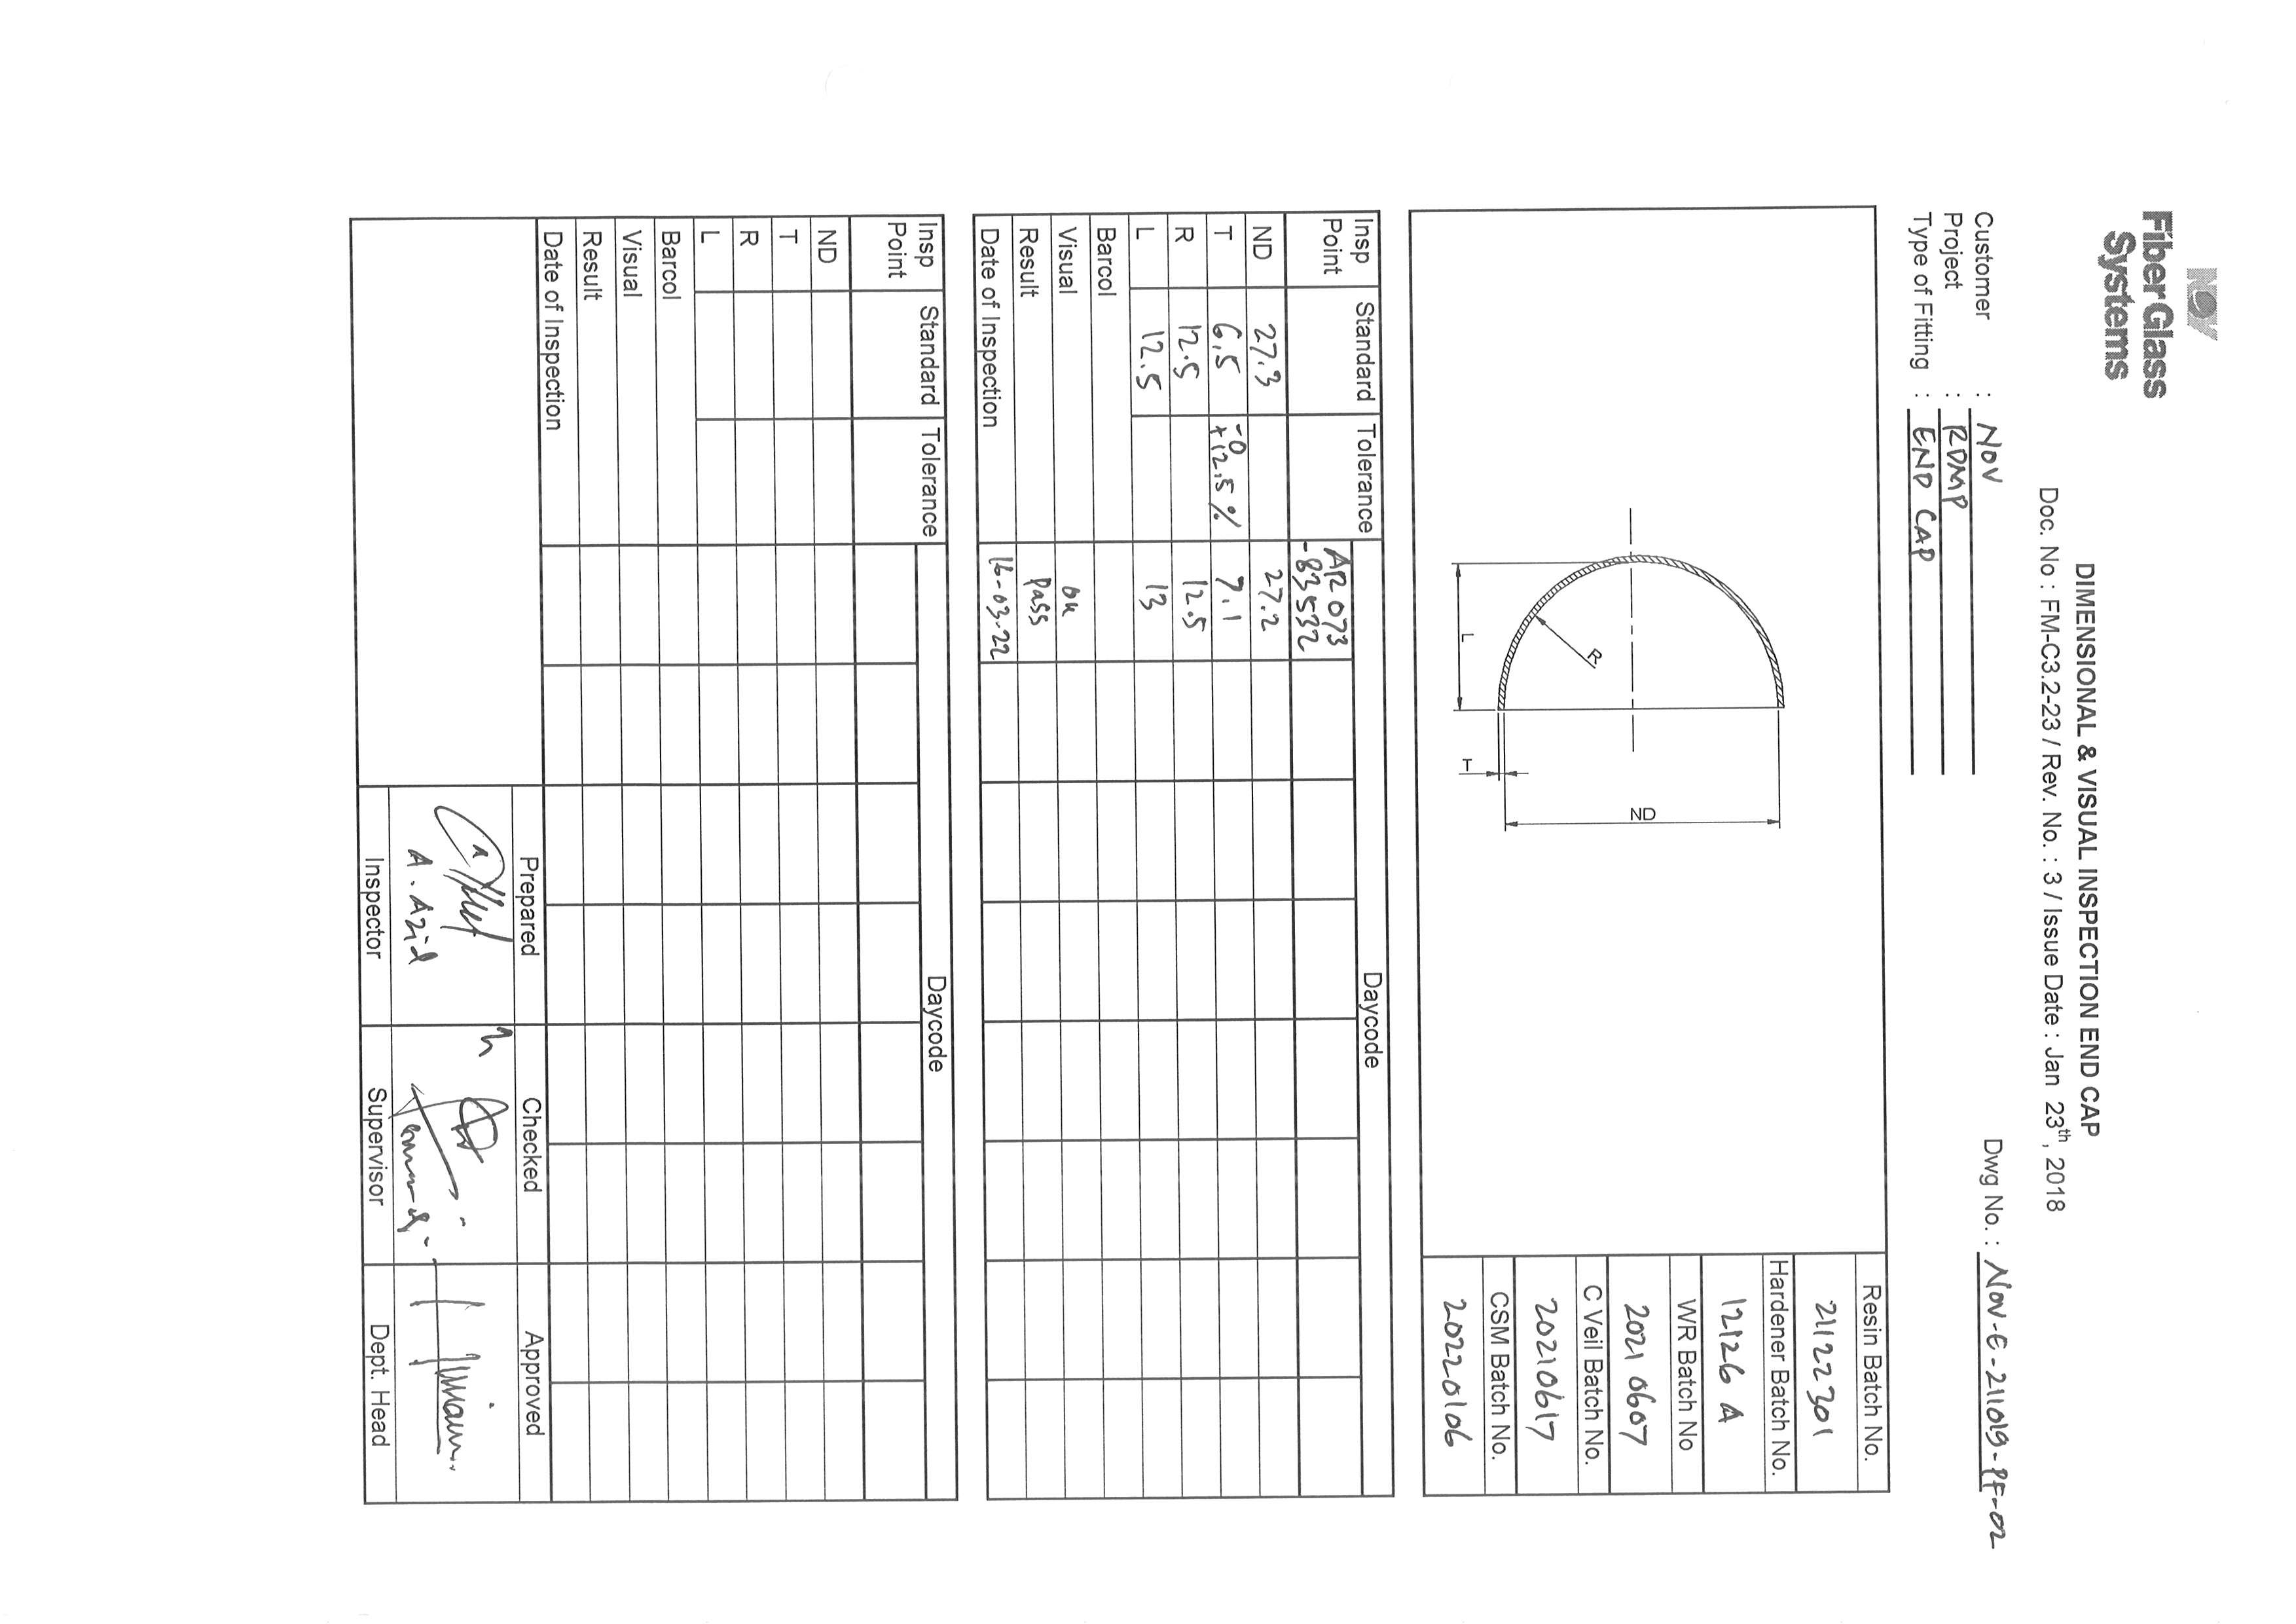 NOV
Fiber Glass
Systems
DIMENSIONAL & VISUAL INSPECTION END CAP
Doc. No : FM-C3.2-23 / Rev. No. : 3 / Issue Date : Jan 23th, 2018
Customer : NOV
Dwg No. : NOV-E-211019-PF-02
Project : RDMP
Type of Fitting : END CAP
Resin Batch No.
21122301
Hardener Batch No.
12126 A
WR Batch No
2021 0607
C Veil Batch No.
20210617
CSM Batch No.
20220106
ND
R
L
T
Insp Point Standard Tolerance Daycode
AR 073
-83532
ND 27.3 27.2
T 6.5 -0 +12.5 % 7.1
R 12.5 12.5
L 12.5 13
Barcol
Visual OK
Result Pass
Date of Inspection 16-03-22
Insp Point Standard Tolerance Daycode
ND
T
R
L
Barcol
Visual
Result
Date of Inspection
Prepared Checked Approved
A. Azid
Inspector Supervisor Dept. Head